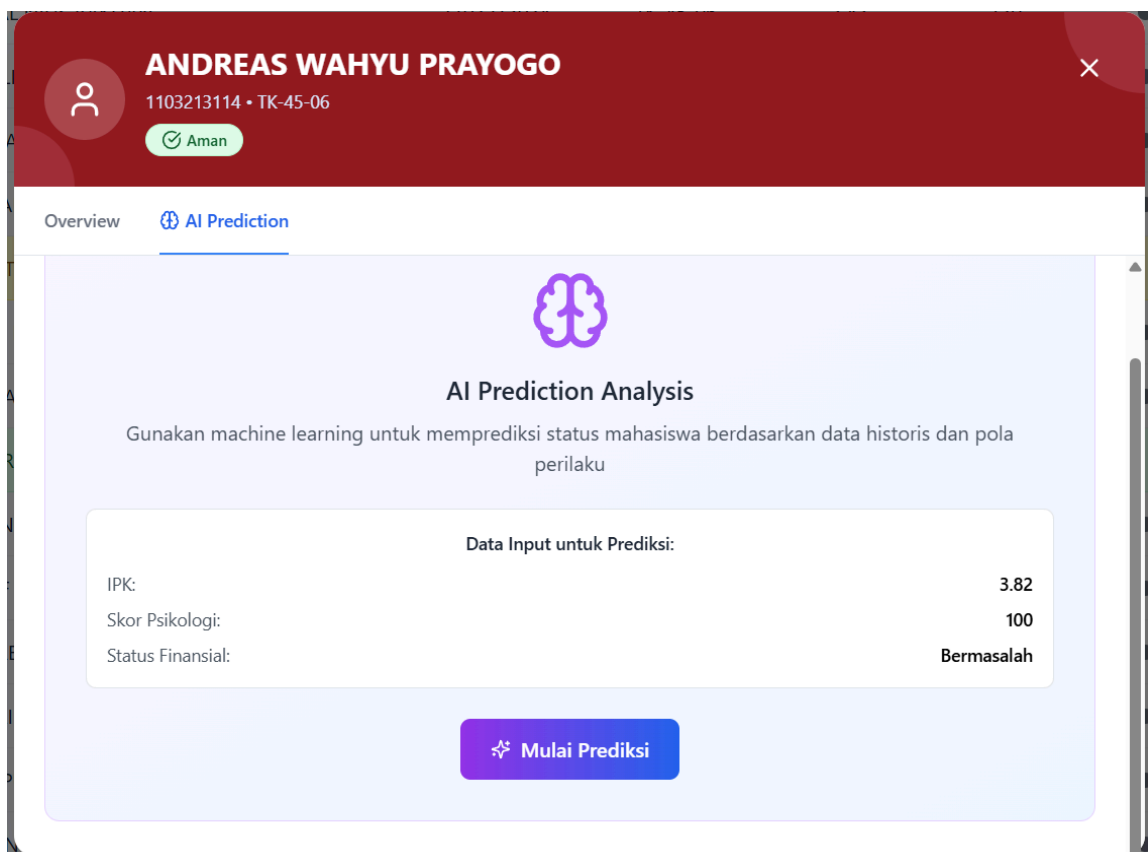 ANDREAS WAHYU PRAYOGO
1103213114 • TK-45-06
Aman
Overview
AI Prediction
AI Prediction Analysis
Gunakan machine learning untuk memprediksi status mahasiswa berdasarkan data historis dan pola
perilaku
Data Input untuk Prediksi:
IPK: 3.82
Skor Psikologi: 100
Status Finansial: Bermasalah
Mulai Prediksi